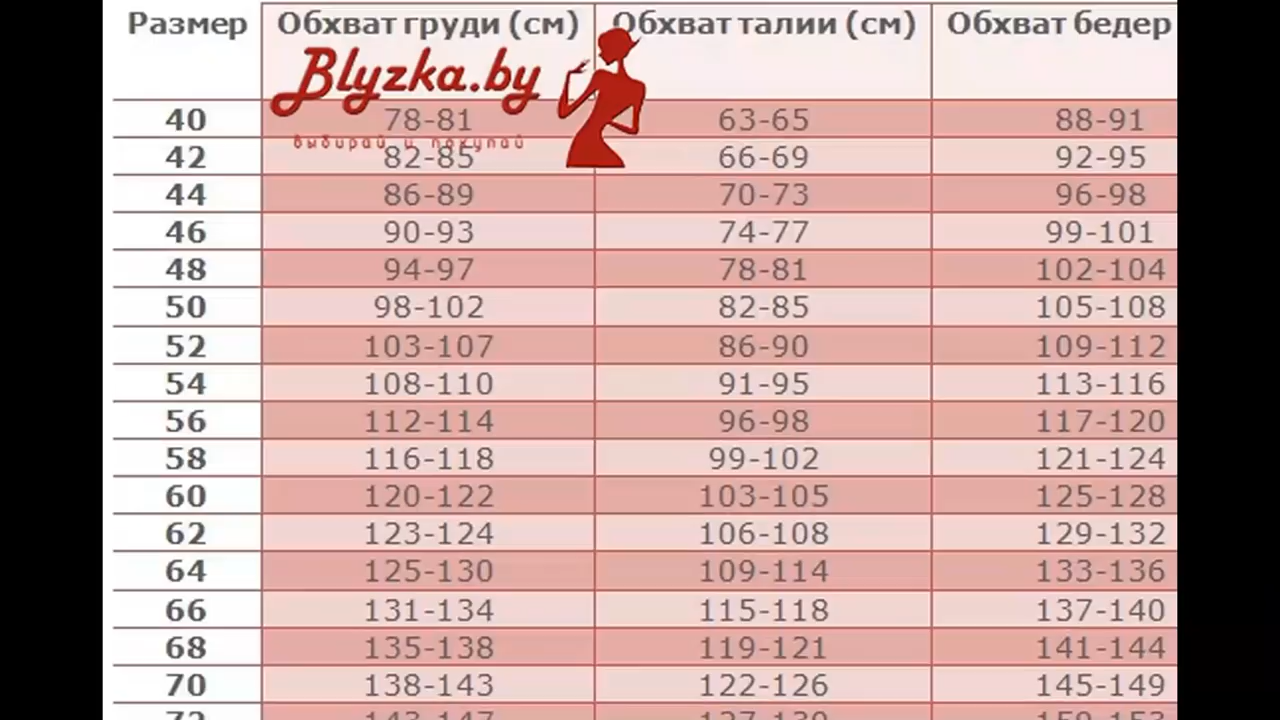 Размер Обхват груди (см) Обхват талии (см) Обхват бедер
Blyzka.by
выбирай и покупай
40 78-81 63-65 88-91
42 82-85 66-69 92-95
44 86-89 70-73 96-98
46 90-93 74-77 99-101
48 94-97 78-81 102-104
50 98-102 82-85 105-108
52 103-107 86-90 109-112
54 108-110 91-95 113-116
56 112-114 96-98 117-120
58 116-118 99-102 121-124
60 120-122 103-105 125-128
62 123-124 106-108 129-132
64 125-130 109-114 133-136
66 131-134 115-118 137-140
68 135-138 119-121 141-144
70 138-143 122-126 145-149
72 143-147 127-130